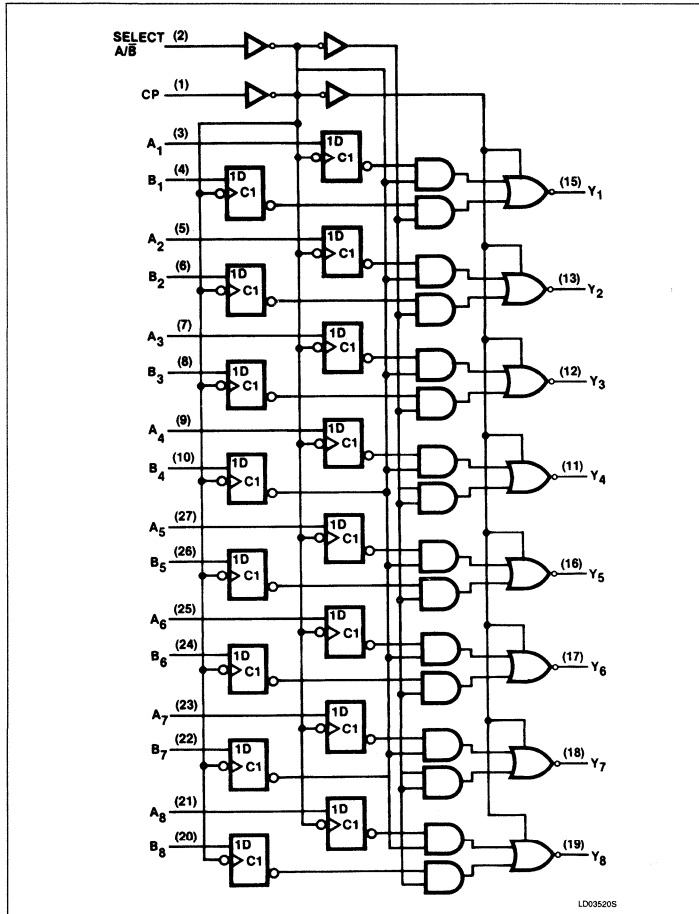 SELECT (2)
A/B̅
CP (1)
A1 (3) 1D C1
B1 (4) 1D C1 (15) Y1
A2 (5) 1D C1
B2 (6) 1D C1 (13) Y2
A3 (7) 1D C1
B3 (8) 1D C1 (12) Y3
A4 (9) 1D C1
B4 (10) 1D C1 (11) Y4
A5 (27) 1D C1
B5 (26) 1D C1 (16) Y5
A6 (25) 1D C1
B6 (24) 1D C1 (17) Y6
A7 (23) 1D C1
B7 (22) 1D C1 (18) Y7
A8 (21) 1D C1
B8 (20) 1D C1 (19) Y8
LD03520S